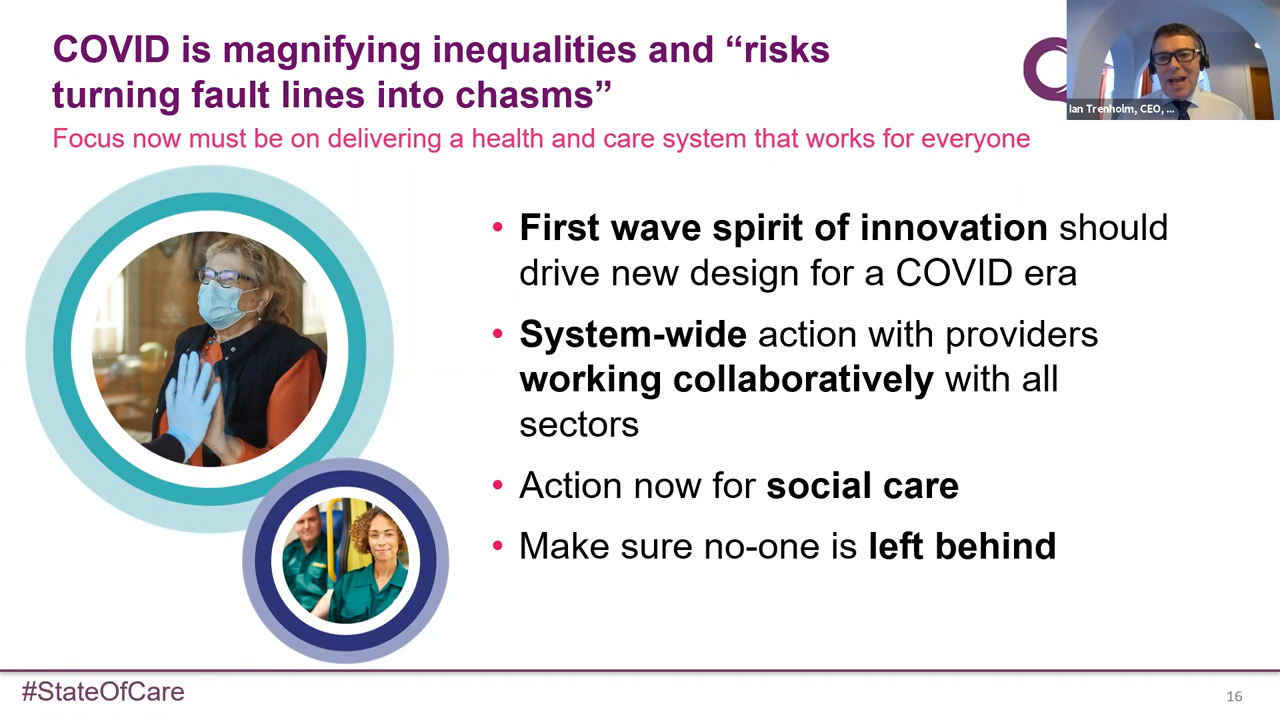 COVID is magnifying inequalities and “risks
turning fault lines into chasms”
Focus now must be on delivering a health and care system that works for everyone
Ian Trenholm, CEO, ...
• First wave spirit of innovation should
drive new design for a COVID era
• System-wide action with providers
working collaboratively with all
sectors
• Action now for social care
• Make sure no-one is left behind
#StateOfCare
16